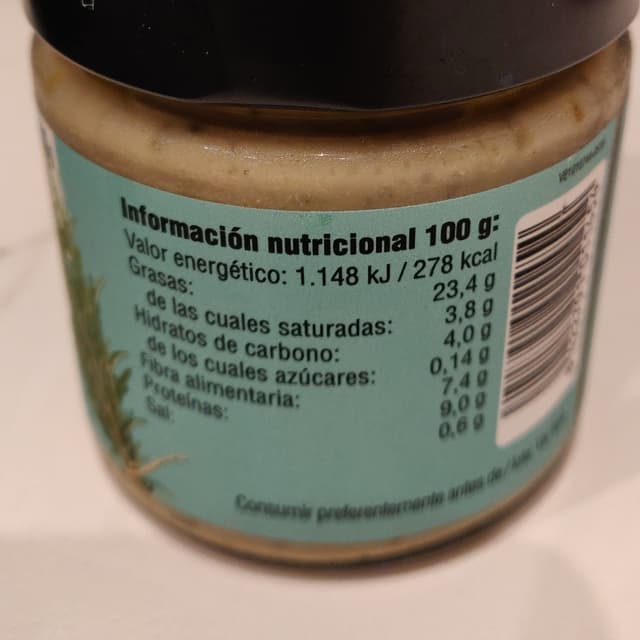 Información nutricional 100 g:
Valor energético: 1.148 kJ / 278 kcal
Grasas: 23,4 g
de las cuales saturadas: 3,8 g
Hidratos de carbono: 4,0 g
de los cuales azúcares: 0,14 g
Fibra alimentaria: 7,4 g
Proteínas: 9,0 g
Sal: 0,6 g
Consumir preferentemente antes de /